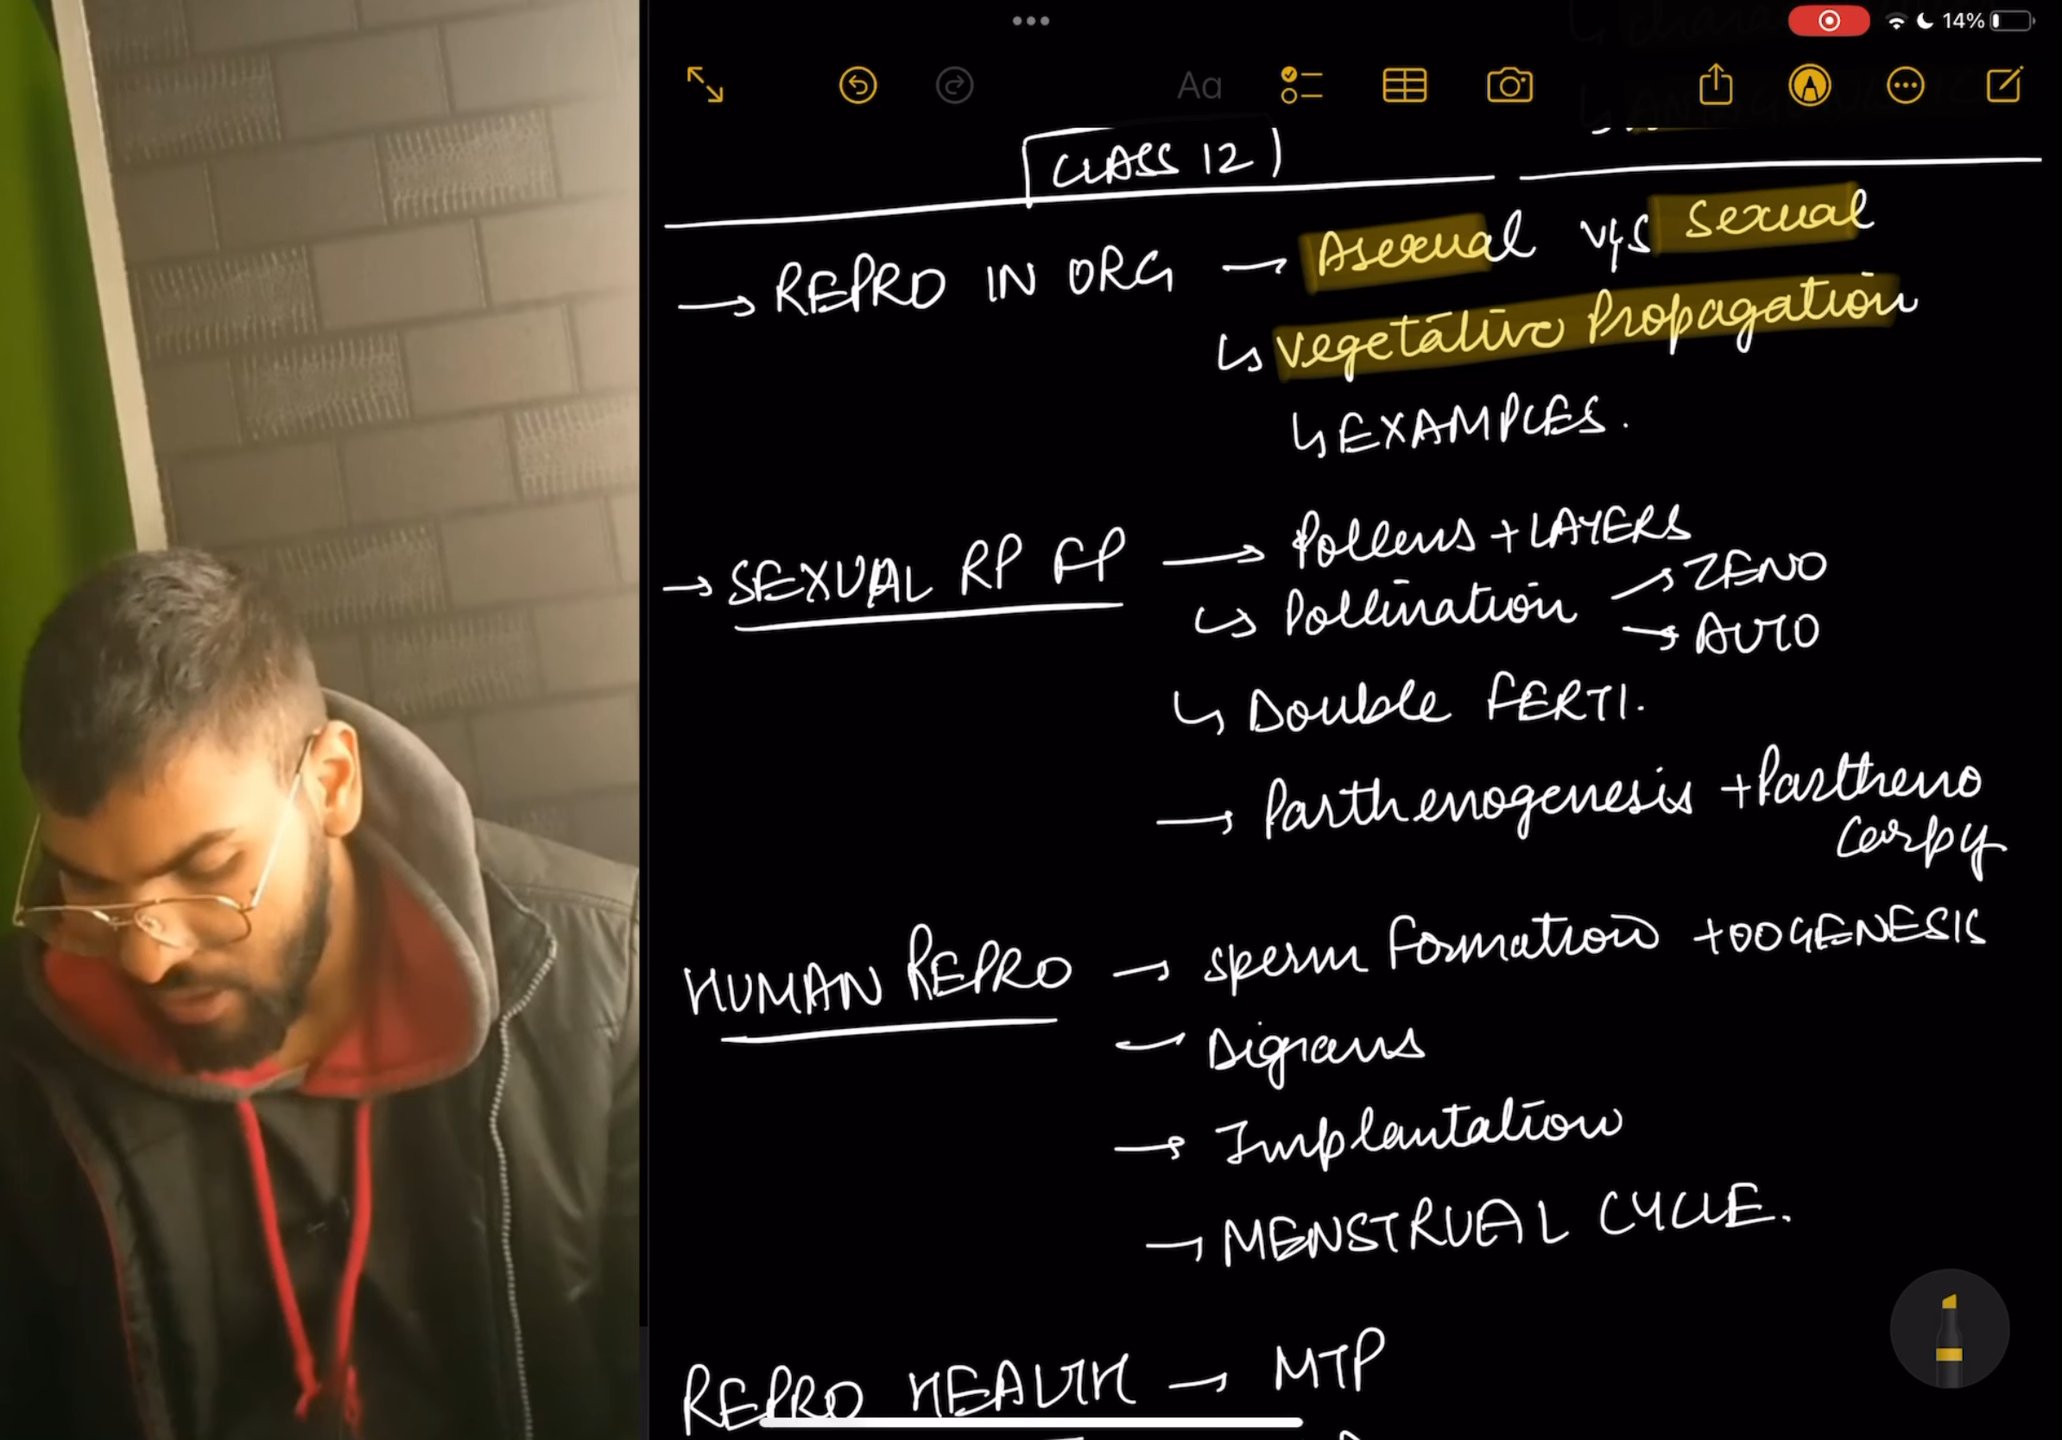 14%
Aa
CLASS 12
→ REPRO IN ORG → Asexual v/s Sexual
↳ Vegetative Propagation
↳ EXAMPLES.
→ SEXUAL RP FP → Pollens + LAYERS
↳ Pollination → ZENO
→ AUTO
↳ Double FERTI.
→ Parthenogenesis + Partheno
Carpy
HUMAN REPRO → Sperm Formation + OOGENESIS
→ Digrams
→ Implantation
→ MENSTRUAL CYCLE.
REPRO HEALTH → MTP